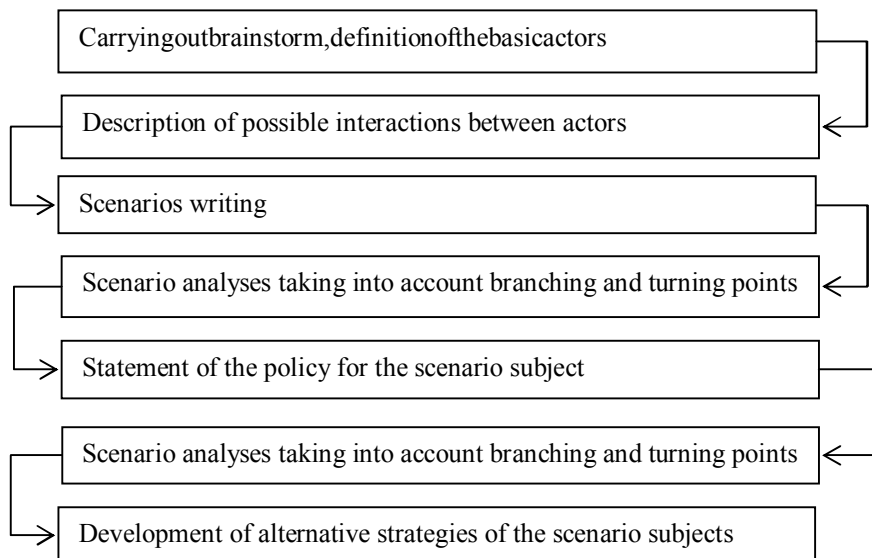 Carryingoutbrainstorm,definitionofthebasicactors
Description of possible interactions between actors
Scenarios writing
Scenario analyses taking into account branching and turning points
Statement of the policy for the scenario subject
Scenario analyses taking into account branching and turning points
Development of alternative strategies of the scenario subjects